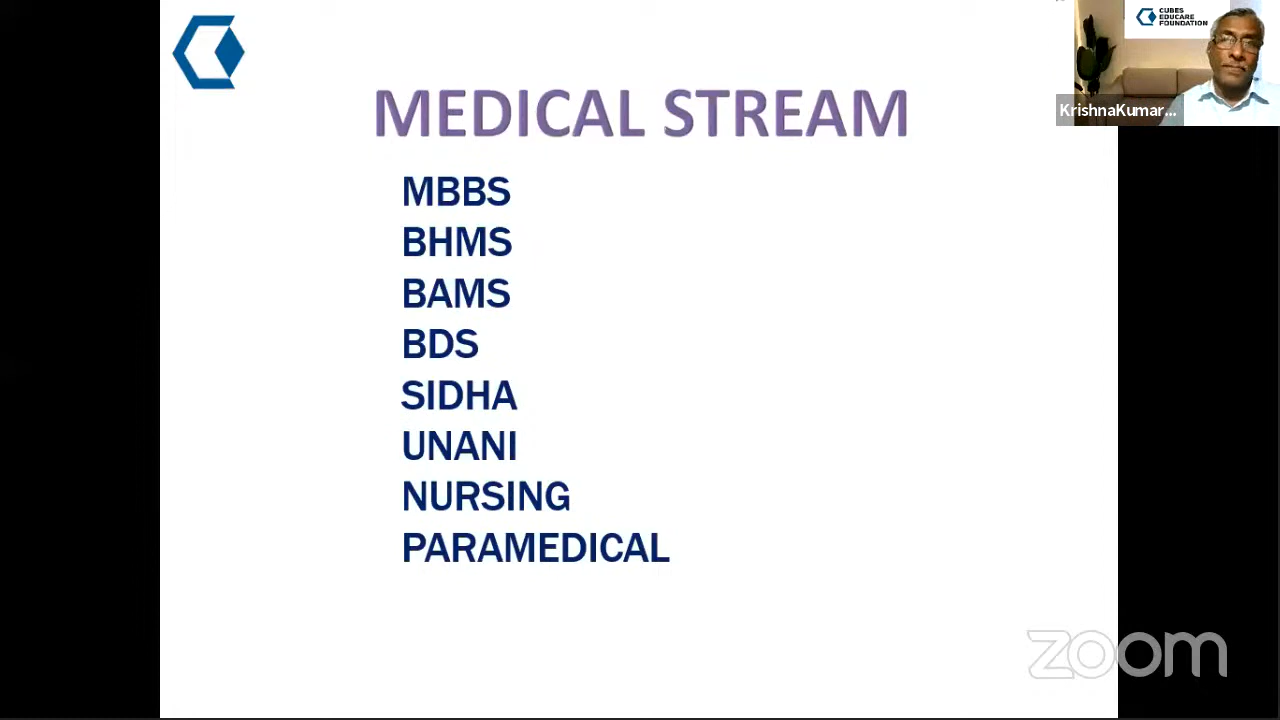 CUBES
EDUCARE
FOUNDATION
KrishnaKumar...
MEDICAL STREAM
MBBS
BHMS
BAMS
BDS
SIDHA
UNANI
NURSING
PARAMEDICAL
zoom